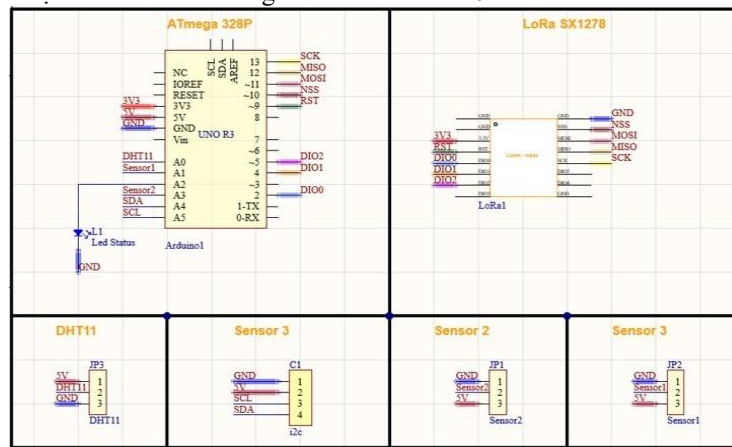 ATmega 328P
SCL
SDA
AREF
NC
IOREF
RESET
3V3
3V3
5V
5V
GND
GND
Vin
UNO R3
13
SCK
12
MISO
~11
MOSI
~10
NSS
~9
RST
8
7
~6
~5
DIO2
4
DIO1
~3
2
DIO0
1-TX
0-RX
DHT11
A0
Sensor1
A1
A2
Sensor2
A3
SDA
A4
SCL
A5
L1
Led Status
GND
Arduino1
LoRa SX1278
GND
NSS
MOSI
MISO
SCK
3V3
RST
DIO0
DIO1
DIO2
LoRa1
DHT11
JP3
5V
1
DHT11
2
GND
3
DHT11
Sensor 3
C1
GND
1
5V
2
SCL
3
SDA
4
i2c
Sensor 2
JP1
GND
1
Sensor2
2
5V
3
Sensor2
Sensor 3
JP2
GND
1
Sensor1
2
5V
3
Sensor1